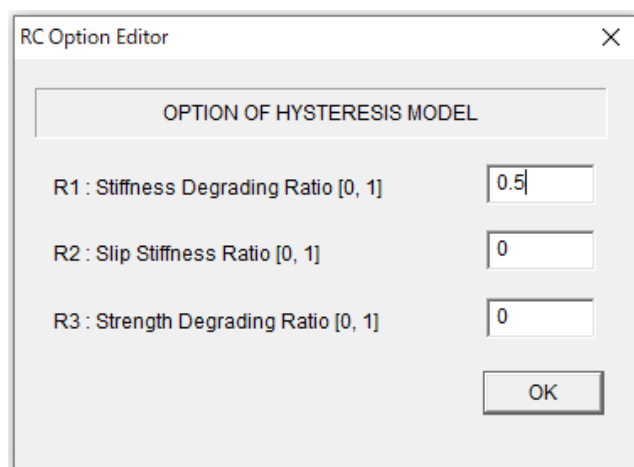 RC Option Editor
OPTION OF HYSTERESIS MODEL
R1 : Stiffness Degrading Ratio [0, 1] 0.5
R2 : Slip Stiffness Ratio [0, 1] 0
R3 : Strength Degrading Ratio [0, 1] 0
OK